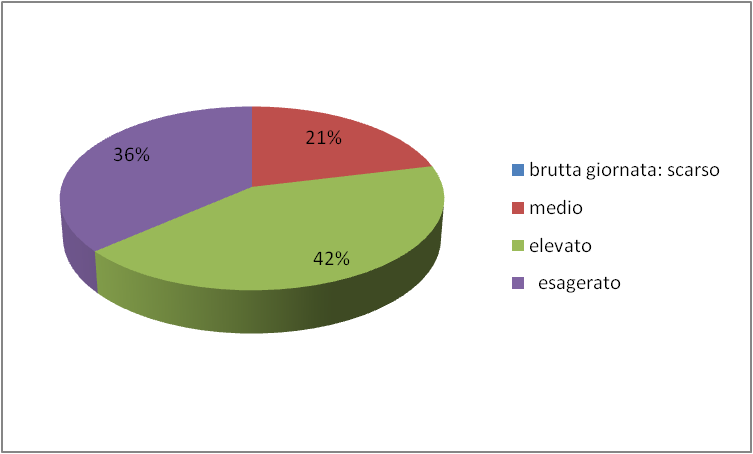 21%
36%
42%
brutta giornata: scarso
medio
elevato
esagerato